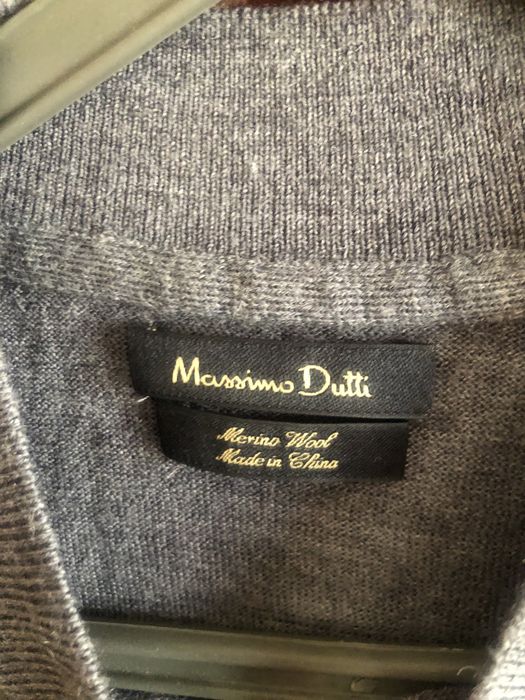 Massimo Dutti
Merino Wool
Made in China